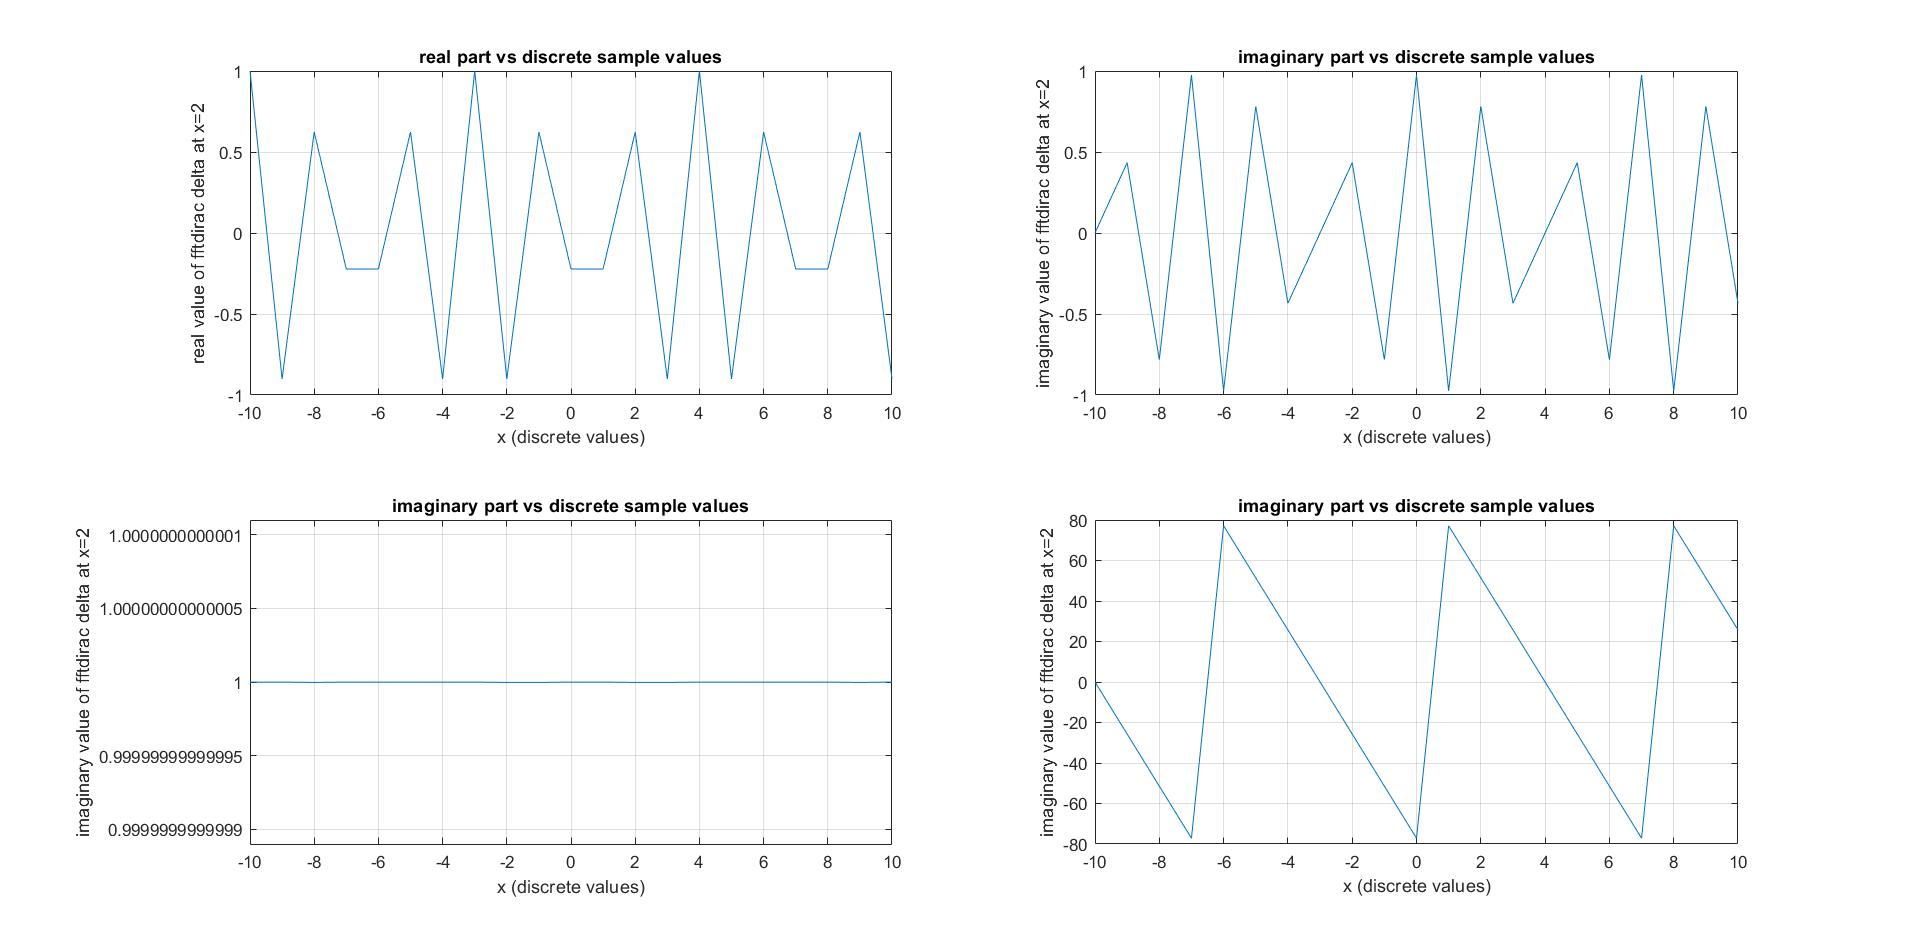 real part vs discrete sample values
real value of fftdirac delta at x=2
1
0.5
0
-0.5
-1
-10 -8 -6 -4 -2 0 2 4 6 8 10
x (discrete values)
imaginary part vs discrete sample values
imaginary value of fftdirac delta at x=2
1
0.5
0
-0.5
-1
-10 -8 -6 -4 -2 0 2 4 6 8 10
x (discrete values)
imaginary part vs discrete sample values
imaginary value of fftdirac delta at x=2
1.0000000000001
1.00000000000005
1
0.99999999999995
0.9999999999999
-10 -8 -6 -4 -2 0 2 4 6 8 10
x (discrete values)
imaginary part vs discrete sample values
imaginary value of fftdirac delta at x=2
80
60
40
20
0
-20
-40
-60
-80
-10 -8 -6 -4 -2 0 2 4 6 8 10
x (discrete values)